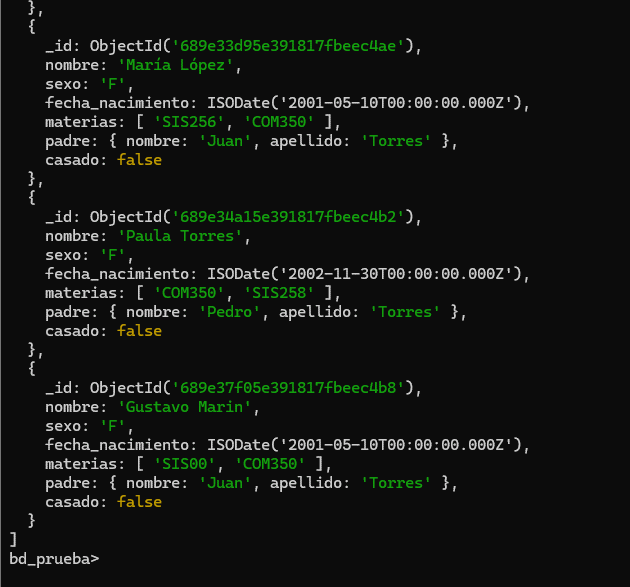 },
{
_id: ObjectId('689e33d95e391817fbeec4ae'),
nombre: 'María López',
sexo: 'F',
fecha_nacimiento: ISODate('2001-05-10T00:00:00.000Z'),
materias: [ 'SIS256', 'COM350' ],
padre: { nombre: 'Juan', apellido: 'Torres' },
casado: false
},
{
_id: ObjectId('689e34a15e391817fbeec4b2'),
nombre: 'Paula Torres',
sexo: 'F',
fecha_nacimiento: ISODate('2002-11-30T00:00:00.000Z'),
materias: [ 'COM350', 'SIS258' ],
padre: { nombre: 'Pedro', apellido: 'Torres' },
casado: false
},
{
_id: ObjectId('689e37f05e391817fbeec4b8'),
nombre: 'Gustavo Marin',
sexo: 'F',
fecha_nacimiento: ISODate('2001-05-10T00:00:00.000Z'),
materias: [ 'SIS00', 'COM350' ],
padre: { nombre: 'Juan', apellido: 'Torres' },
casado: false
}
]
bd_prueba>